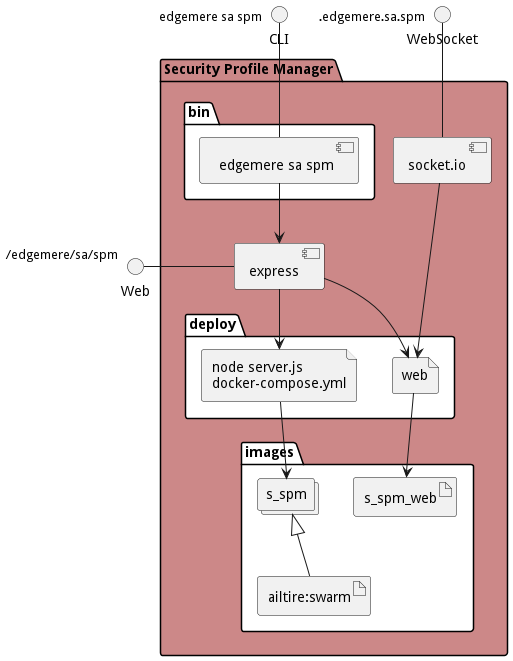 edgemere sa spm
.edgemere.sa.spm
CLI
WebSocket
Security Profile Manager
bin
edgemere sa spm
socket.io
/edgemere/sa/spm
express
Web
deploy
node server.js
docker-compose.yml
web
images
s_spm
s_spm_web
ailtire:swarm